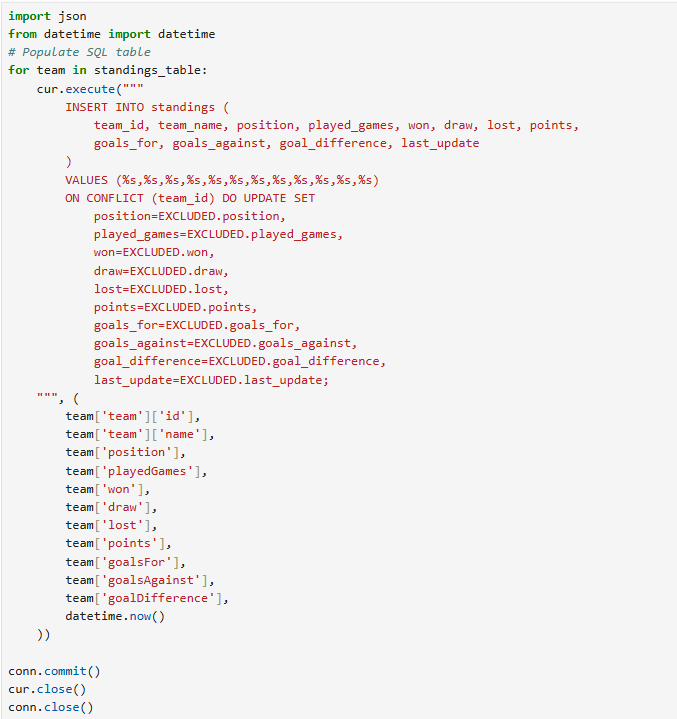 import json
from datetime import datetime
# Populate SQL table
for team in standings_table:
    cur.execute("""
        INSERT INTO standings (
            team_id, team_name, position, played_games, won, draw, lost, points,
            goals_for, goals_against, goal_difference, last_update
        )
        VALUES (%s,%s,%s,%s,%s,%s,%s,%s,%s,%s,%s,%s)
        ON CONFLICT (team_id) DO UPDATE SET
            position=EXCLUDED.position,
            played_games=EXCLUDED.played_games,
            won=EXCLUDED.won,
            draw=EXCLUDED.draw,
            lost=EXCLUDED.lost,
            points=EXCLUDED.points,
            goals_for=EXCLUDED.goals_for,
            goals_against=EXCLUDED.goals_against,
            goal_difference=EXCLUDED.goal_difference,
            last_update=EXCLUDED.last_update;
    """, (
        team['team']['id'],
        team['team']['name'],
        team['position'],
        team['playedGames'],
        team['won'],
        team['draw'],
        team['lost'],
        team['points'],
        team['goalsFor'],
        team['goalsAgainst'],
        team['goalDifference'],
        datetime.now()
    ))

conn.commit()
cur.close()
conn.close()